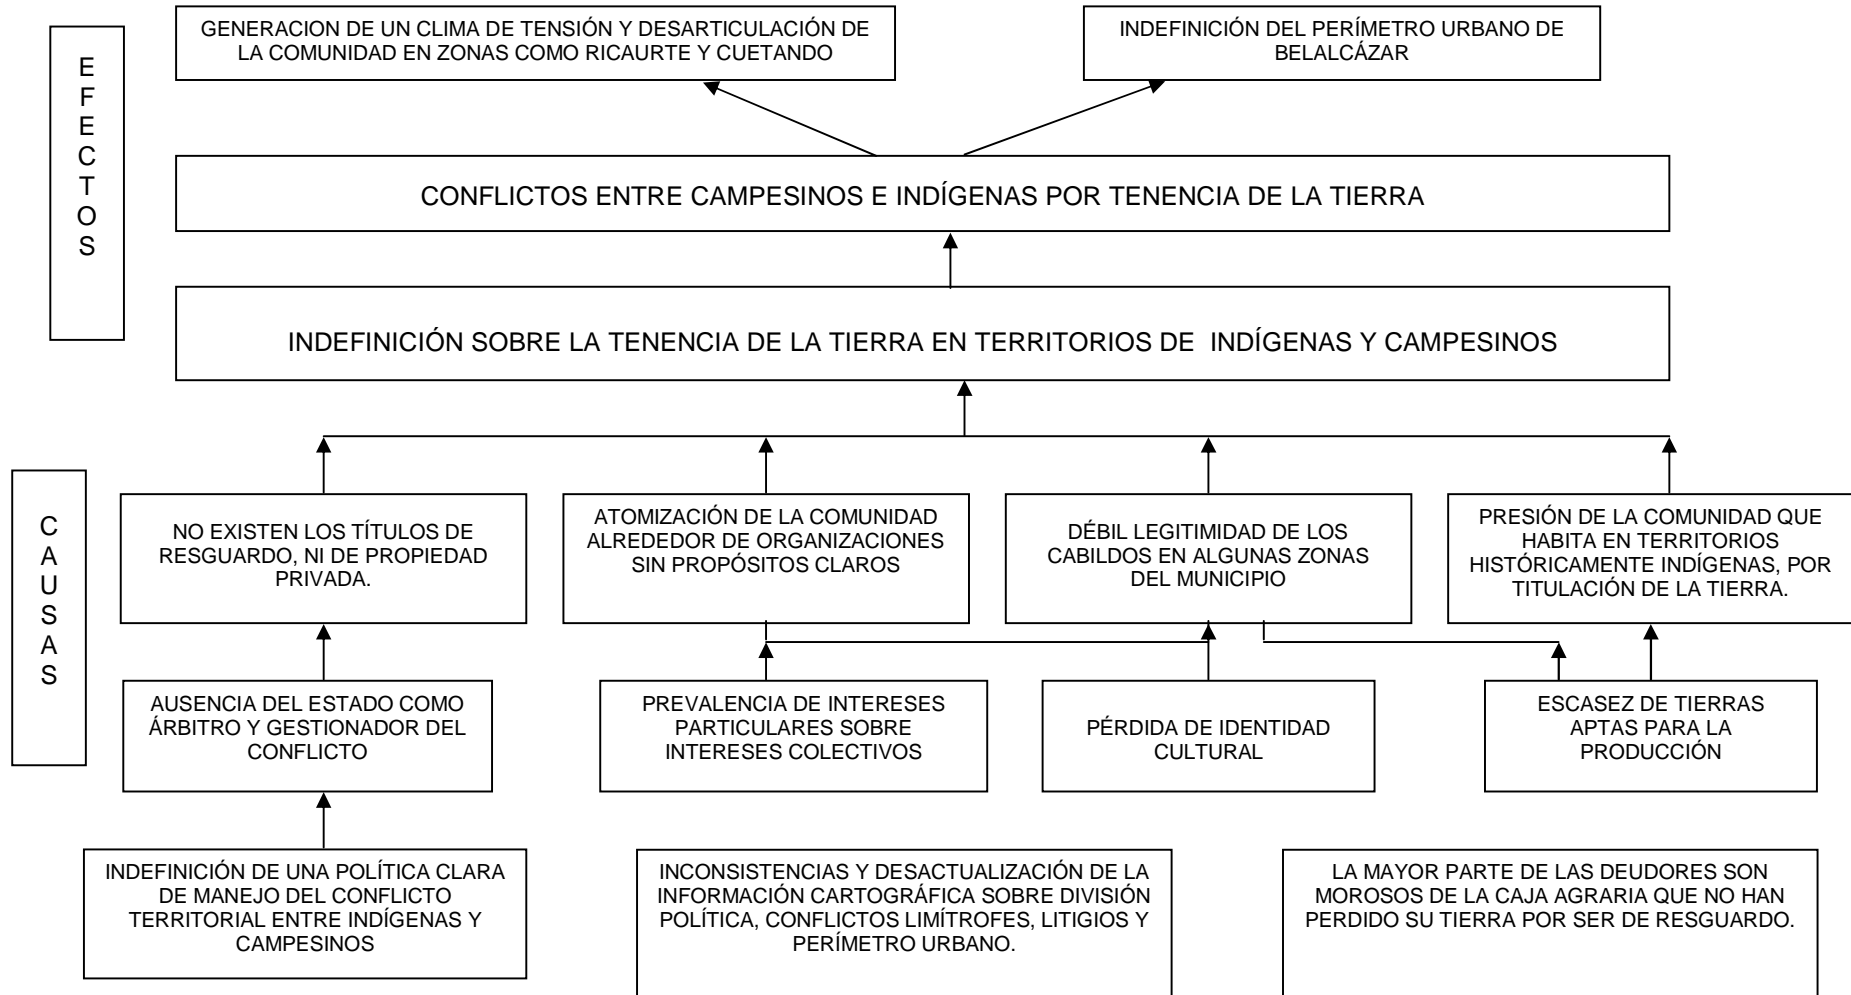 E
F
E
C
T
O
S
GENERACION DE UN CLIMA DE TENSIÓN Y DESARTICULACIÓN DE
LA COMUNIDAD EN ZONAS COMO RICAURTE Y CUETANDO
INDEFINICIÓN DEL PERÍMETRO URBANO DE
BELALCÁZAR
CONFLICTOS ENTRE CAMPESINOS E INDÍGENAS POR TENENCIA DE LA TIERRA
INDEFINICIÓN SOBRE LA TENENCIA DE LA TIERRA EN TERRITORIOS DE  INDÍGENAS Y CAMPESINOS
C
A
U
S
A
S
NO EXISTEN LOS TÍTULOS DE
RESGUARDO, NI DE PROPIEDAD
PRIVADA.
ATOMIZACIÓN DE LA COMUNIDAD
ALREDEDOR DE ORGANIZACIONES
SIN PROPÓSITOS CLAROS
DÉBIL LEGITIMIDAD DE LOS
CABILDOS EN ALGUNAS ZONAS
DEL MUNICIPIO
PRESIÓN DE LA COMUNIDAD QUE
HABITA EN TERRITORIOS
HISTÓRICAMENTE INDÍGENAS, POR
TITULACIÓN DE LA TIERRA.
AUSENCIA DEL ESTADO COMO
ÁRBITRO Y GESTIONADOR DEL
CONFLICTO
PREVALENCIA DE INTERESES
PARTICULARES SOBRE
INTERESES COLECTIVOS
PÉRDIDA DE IDENTIDAD
CULTURAL
ESCASEZ DE TIERRAS
APTAS PARA LA
PRODUCCIÓN
INDEFINICIÓN DE UNA POLÍTICA CLARA
DE MANEJO DEL CONFLICTO
TERRITORIAL ENTRE INDÍGENAS Y
CAMPESINOS
INCONSISTENCIAS Y DESACTUALIZACIÓN DE LA
INFORMACIÓN CARTOGRÁFICA SOBRE DIVISIÓN
POLÍTICA, CONFLICTOS LIMÍTROFES, LITIGIOS Y
PERÍMETRO URBANO.
LA MAYOR PARTE DE LAS DEUDORES SON
MOROSOS DE LA CAJA AGRARIA QUE NO HAN
PERDIDO SU TIERRA POR SER DE RESGUARDO.